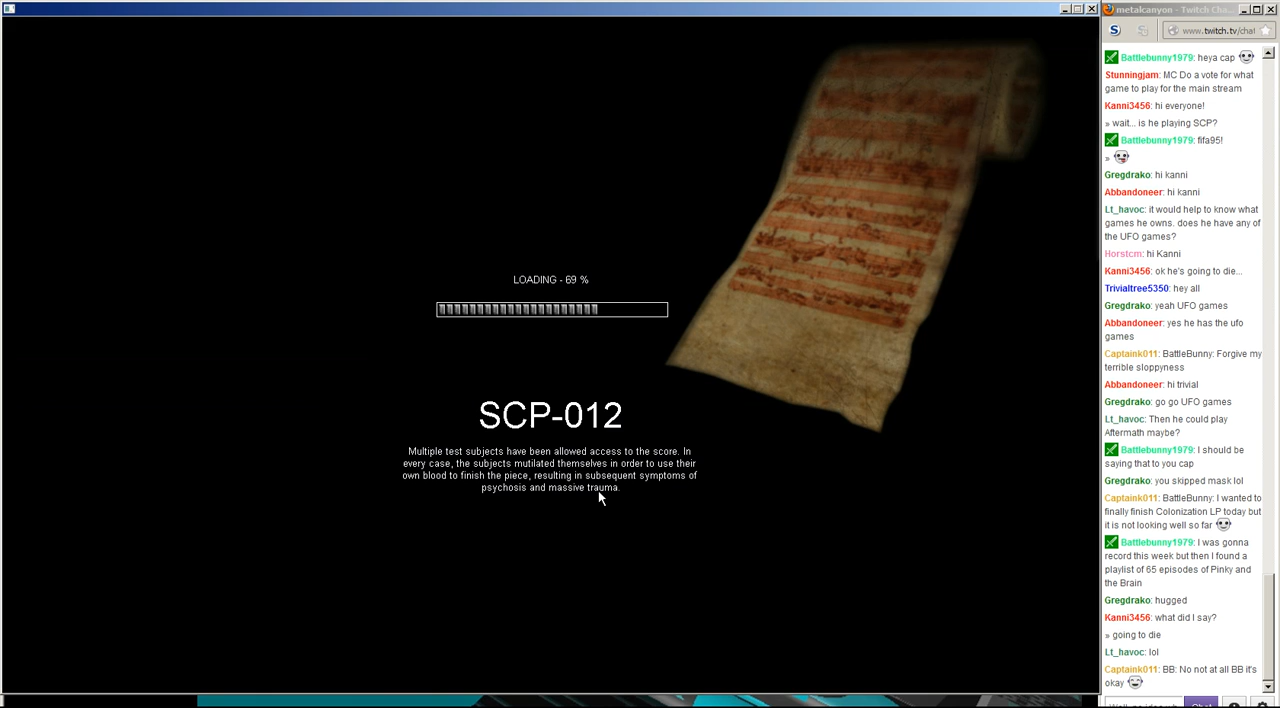 metalcanyon - Twitch Cha...
www.twitch.tv/chat
LOADING - 69 %
SCP-012
Multiple test subjects have been allowed access to the score. In
every case, the subjects mutilated themselves in order to use their
own blood to finish the piece, resulting in subsequent symptoms of
psychosis and massive trauma.
Battlebunny1979: heya cap
Stunningjam: MC Do a vote for what
game to play for the main stream
Kanni3456: hi everyone!
» wait... is he playing SCP?
Battlebunny1979: fifa95!
»
Gregdrako: hi kanni
Abbandoneer: hi kanni
Lt_havoc: it would help to know what
games he owns. does he have any of
the UFO games?
Horstcm: hi Kanni
Kanni3456: ok he's going to die...
Trivialtree5350: hey all
Gregdrako: yeah UFO games
Abbandoneer: yes he has the ufo
games
Captaink011: BattleBunny: Forgive my
terrible sloppyness
Abbandoneer: hi trivial
Gregdrako: go go UFO games
Lt_havoc: Then he could play
Aftermath maybe?
Battlebunny1979: I should be
saying that to you cap
Gregdrako: you skipped mask lol
Captaink011: BattleBunny: I wanted to
finally finish Colonization LP today but
it is not looking well so far
Battlebunny1979: I was gonna
record this week but then I found a
playlist of 65 episodes of Pinky and
the Brain
Gregdrako: hugged
Kanni3456: what did I say?
» going to die
Lt_havoc: lol
Captaink011: BB: No not at all BB it's
okay